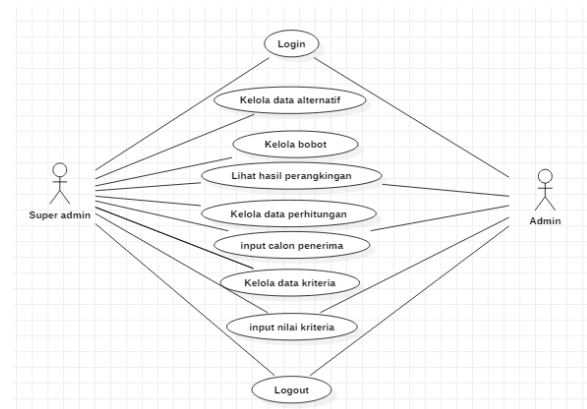 Login
Kelola data alternatif
Kelola bobot
Lihat hasil perangkingan
Super admin
Kelola data perhitungan
Admin
input calon penerima
Kelola data kriteria
input nilai kriteria
Logout